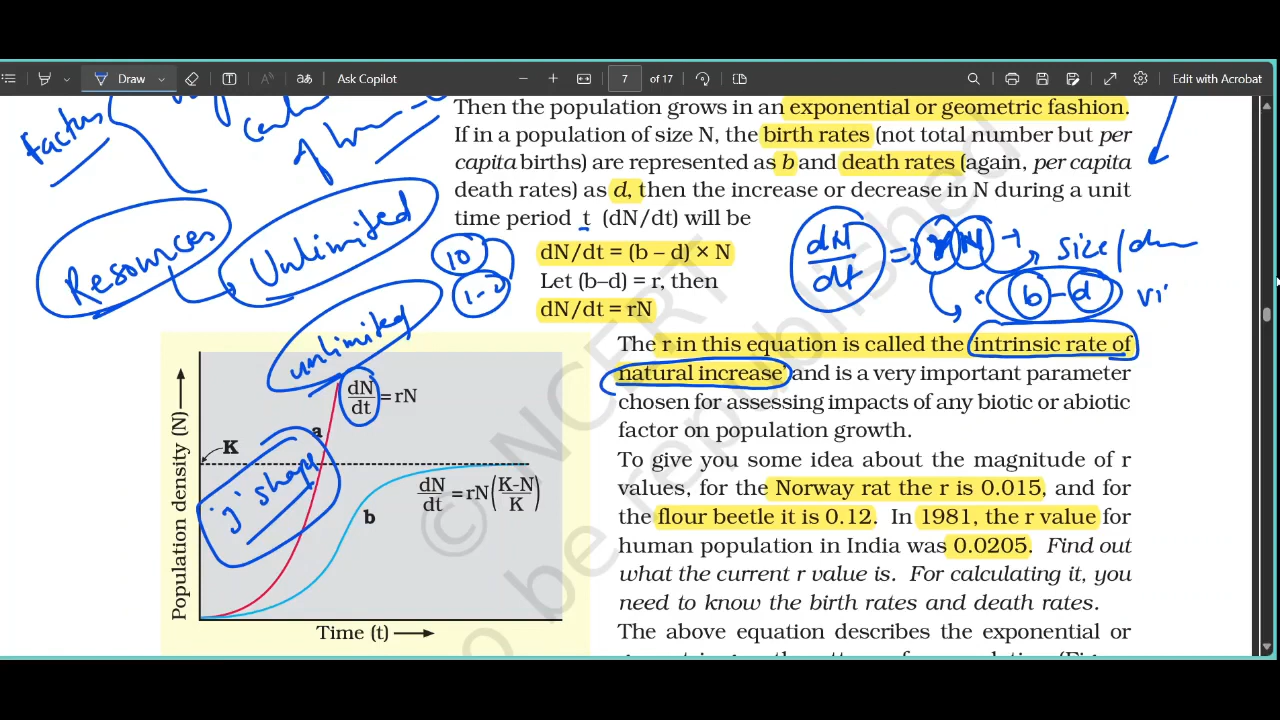 Draw
Ask Copilot
7 of 17
Edit with Acrobat
factors
Resources
Unlimited
10
1-2
unlimited
'J' shape
Then the population grows in an exponential or geometric fashion.
If in a population of size N, the birth rates (not total number but per
capita births) are represented as b and death rates (again, per capita
death rates) as d, then the increase or decrease in N during a unit
time period t (dN/dt) will be
dN/dt = (b – d) × N
Let (b–d) = r, then
dN/dt = rN
dN/dt = rN
size/
b - d
The r in this equation is called the 'intrinsic rate of
natural increase' and is a very important parameter
chosen for assessing impacts of any biotic or abiotic
factor on population growth.
To give you some idea about the magnitude of r
values, for the Norway rat the r is 0.015, and for
the flour beetle it is 0.12. In 1981, the r value for
human population in India was 0.0205. Find out
what the current r value is. For calculating it, you
need to know the birth rates and death rates.
The above equation describes the exponential or
Population density (N)
K
a
dN/dt = rN
b
dN/dt = rN(K-N/K)
Time (t)
© NCERT
o be republished